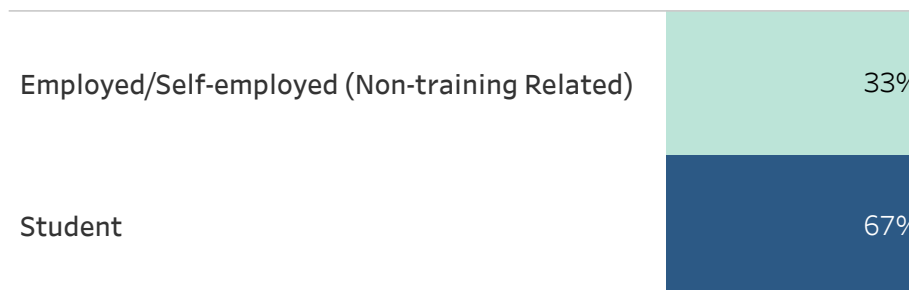 Employed/Self-employed (Non-training Related) 33%
Student 67%